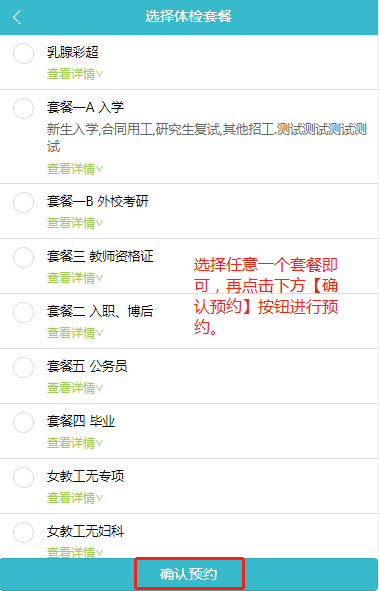 选择体检套餐
乳腺彩超
查看详情
套餐一A 入学
新生入学,合同用工,研究生复试,其他招工.测试测试测试测
试
查看详情
套餐一B 外校考研
查看详情
套餐三 教师资格证
查看详情
选择任意一个套餐即
可，再点击下方【确
认预约】按钮进行预
约。
套餐二 入职、博后
查看详情
套餐五 公务员
查看详情
套餐四 毕业
查看详情
女教工无专项
查看详情
女教工无妇科
查看详情
确认预约